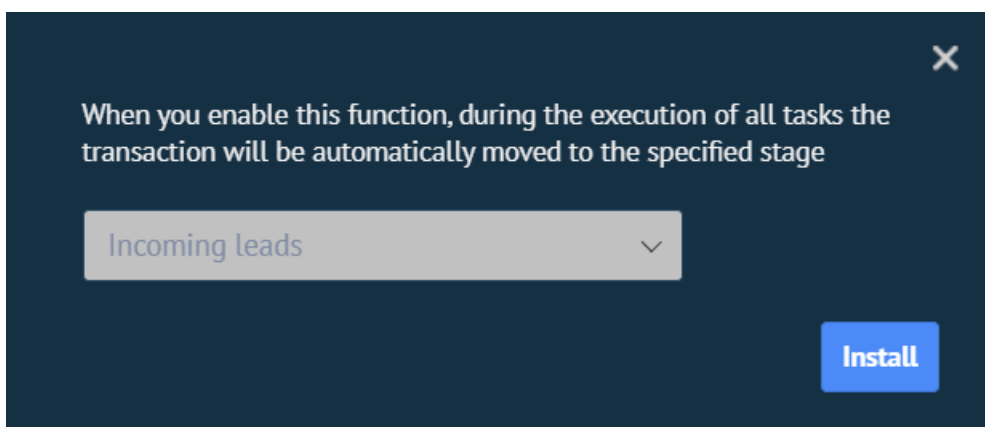 When you enable this function, during the execution of all tasks the
transaction will be automatically moved to the specified stage
Incoming leads
Install